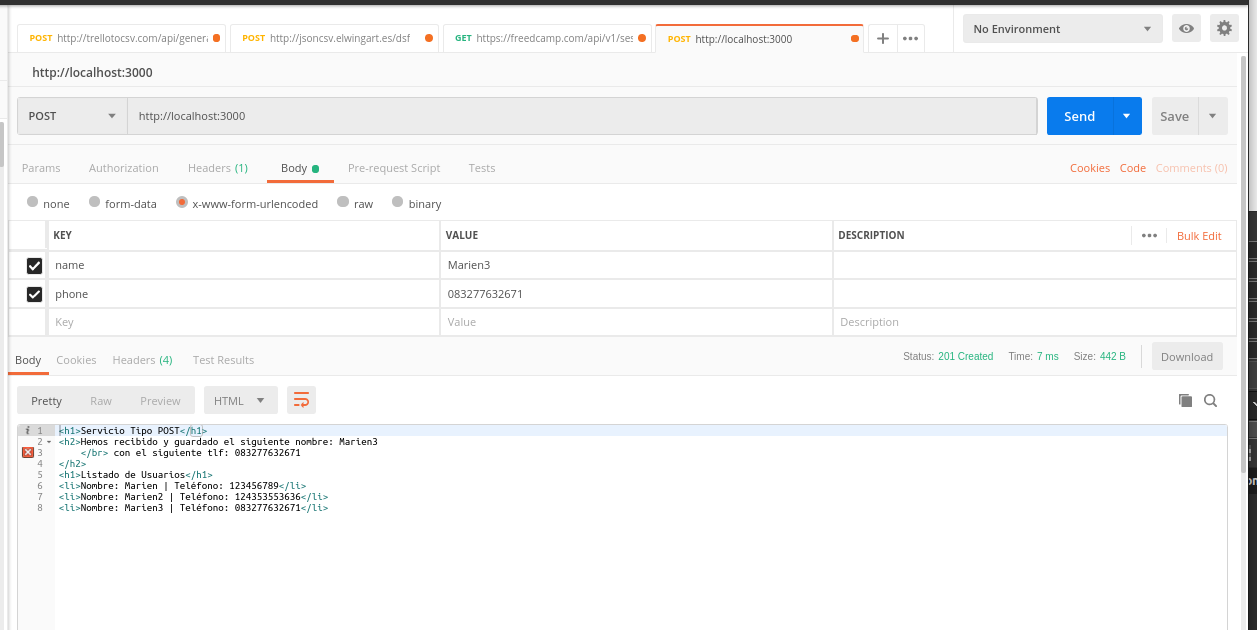 POST http://trellotocsv.com/api/genera
POST http://jsoncsv.elwingart.es/dsf
GET https://freedcamp.com/api/v1/ses
POST http://localhost:3000
No Environment
http://localhost:3000
POST http://localhost:3000 Send Save
Params Authorization Headers (1) Body Pre-request Script Tests Cookies Code Comments (0)
none form-data x-www-form-urlencoded raw binary
KEY VALUE DESCRIPTION Bulk Edit
name Marien3
phone 083277632671
Key Value Description
Body Cookies Headers (4) Test Results Status: 201 Created Time: 7 ms Size: 442 B Download
Pretty Raw Preview HTML
i 1 <h1>Servicio Tipo POST</h1>
2 <h2>Hemos recibido y guardado el siguiente nombre: Marien3
3 </br> con el siguiente tlf: 083277632671
4 </h2>
5 <h1>Listado de Usuarios</h1>
6 <li>Nombre: Marien | Teléfono: 123456789</li>
7 <li>Nombre: Marien2 | Teléfono: 124353553636</li>
8 <li>Nombre: Marien3 | Teléfono: 083277632671</li>